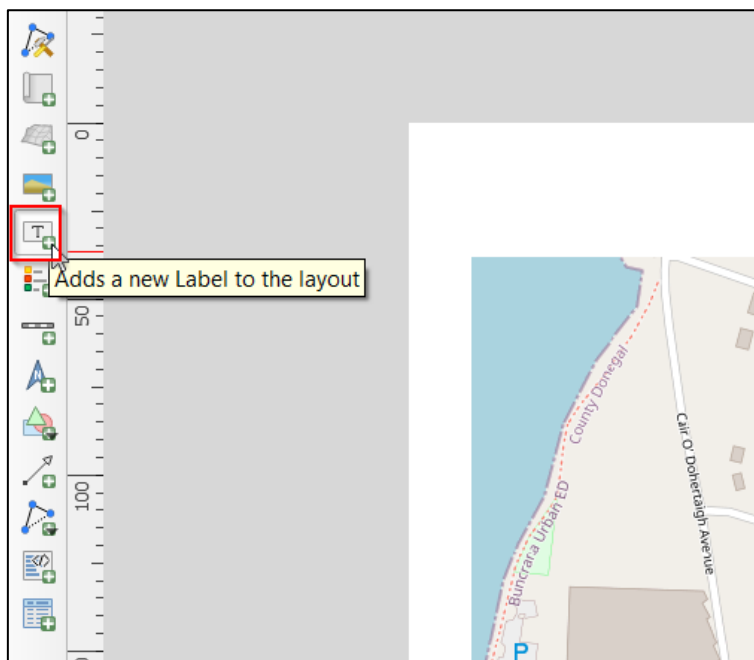 0
T
Adds a new Label to the layout
50
N
County Donegal
Cair O' Dohertaigh Avenue
100
Buncrana Urban ED
P